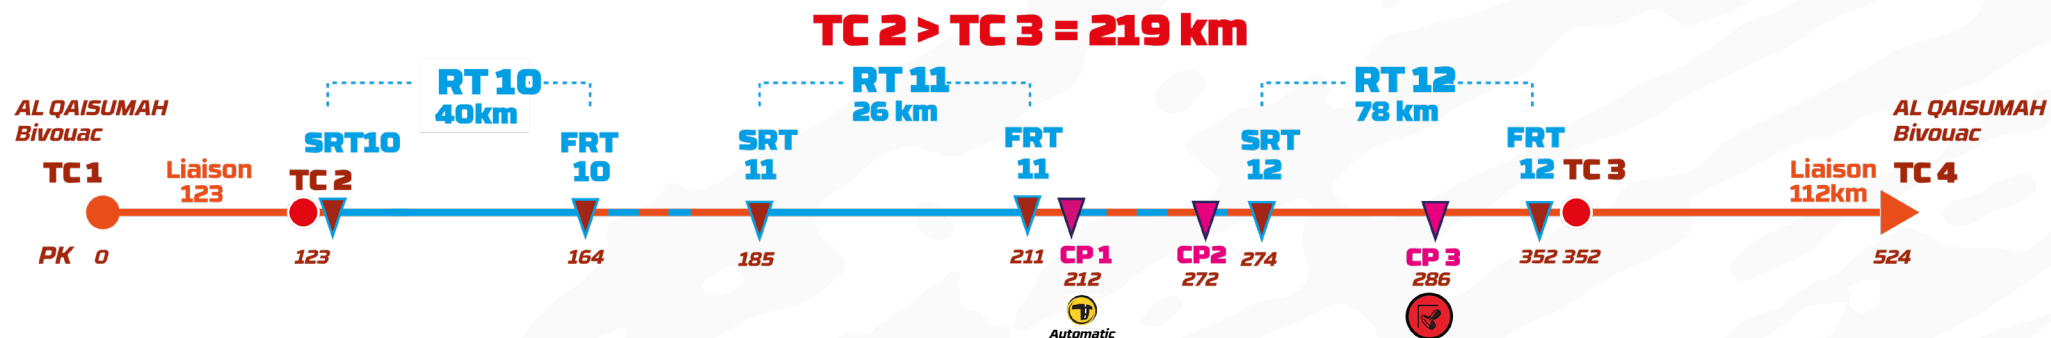 TC 2 > TC 3 = 219 km
RT 10
40km
RT 11
26 km
RT 12
78 km
AL QAISUMAH
Bivouac
TC 1
Liaison
123
TC 2
SRT10
FRT
10
SRT
11
FRT
11
SRT
12
FRT
12
TC 3
Liaison
112km
AL QAISUMAH
Bivouac
TC 4
PK 0 123 164 185 211 CP 1 CP2 274 CP 3 352 352 524
212 272 286
Automatic